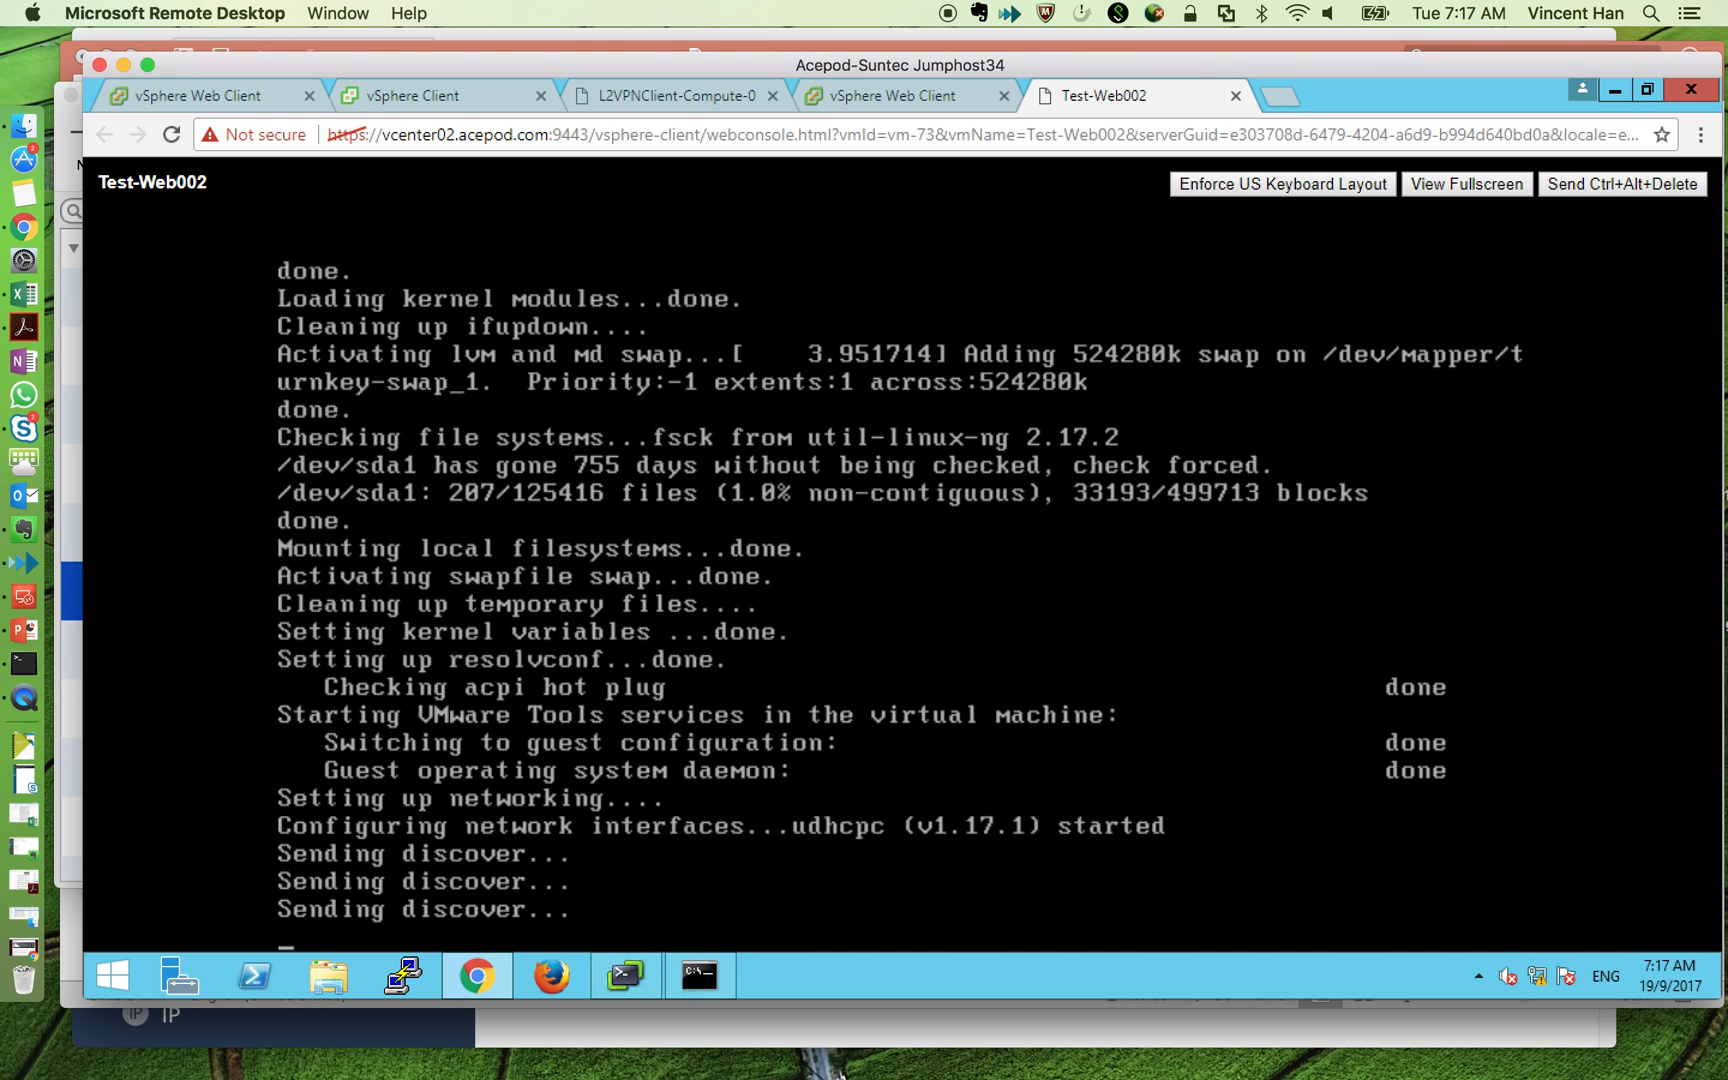 Microsoft Remote Desktop Window Help Tue 7:17 AM Vincent Han
Acepod-Suntec Jumphost34
vSphere Web Client vSphere Client L2VPNClient-Compute-0 vSphere Web Client Test-Web002
Not secure https://vcenter02.acepod.com:9443/vsphere-client/webconsole.html?vmId=vm-73&vmName=Test-Web002&serverGuid=e303708d-6479-4204-a6d9-b994d640bd0a&locale=e...
Test-Web002 Enforce US Keyboard Layout View Fullscreen Send Ctrl+Alt+Delete
done.
Loading kernel modules...done.
Cleaning up ifupdown....
Activating lvm and md swap...[    3.951714] Adding 524280k swap on /dev/mapper/t
urnkey-swap_1.  Priority:-1 extents:1 across:524280k
done.
Checking file systems...fsck from util-linux-ng 2.17.2
/dev/sda1 has gone 755 days without being checked, check forced.
/dev/sda1: 207/125416 files (1.0% non-contiguous), 33193/499713 blocks
done.
Mounting local filesystems...done.
Activating swapfile swap...done.
Cleaning up temporary files....
Setting kernel variables ...done.
Setting up resolvconf...done.
Checking acpi hot plug done
Starting VMware Tools services in the virtual machine:
Switching to guest configuration: done
Guest operating system daemon: done
Setting up networking....
Configuring network interfaces...udhcpc (v1.17.1) started
Sending discover...
Sending discover...
Sending discover...
_
ENG 7:17 AM
19/9/2017
IP IP